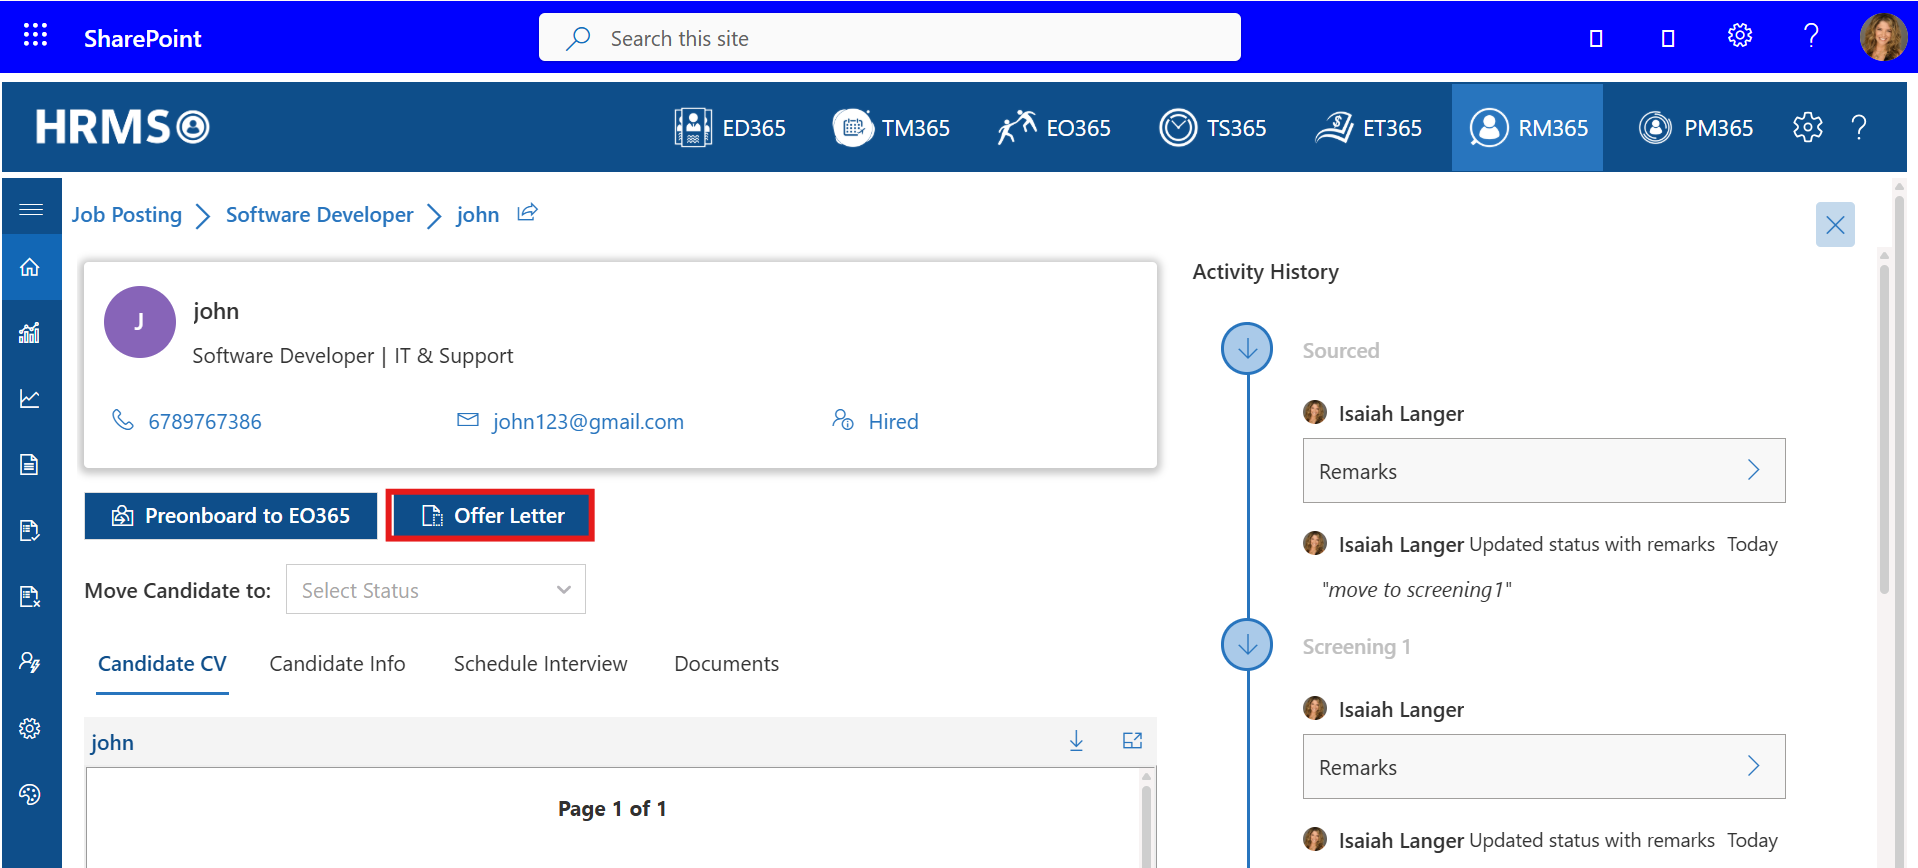 SharePoint
Search this site
HRMS
ED365
TM365
EO365
TS365
ET365
RM365
PM365
Job Posting
Software Developer
john
J
john
Software Developer | IT & Support
6789767386
john123@gmail.com
Hired
Preonboard to EO365
Offer Letter
Move Candidate to:
Select Status
Candidate CV
Candidate Info
Schedule Interview
Documents
john
Page 1 of 1
Activity History
Sourced
Isaiah Langer
Remarks
Isaiah Langer Updated status with remarks Today
"move to screening1"
Screening 1
Isaiah Langer
Remarks
Isaiah Langer Updated status with remarks Today